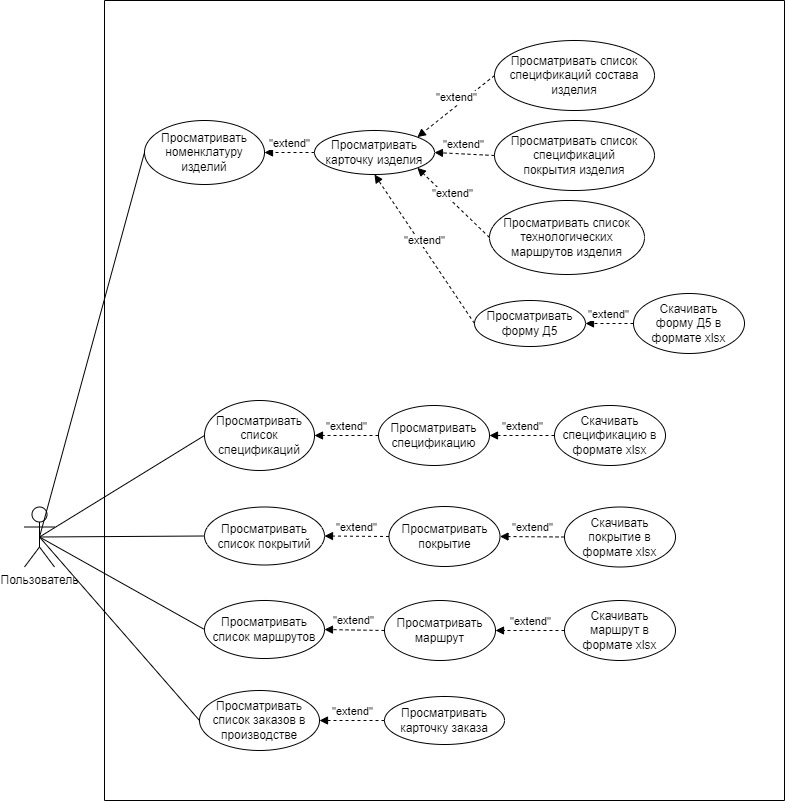 Просматривать список
спецификаций состава
изделия
"extend"
Просматривать
номенклатуру
изделий
"extend"
Просматривать
карточку изделия
"extend"
Просматривать список
спецификаций
покрытия изделия
"extend"
Просматривать список
технологических
маршрутов изделия
"extend"
Просматривать
форму Д5
"extend"
Скачивать
форму Д5 в
формате xlsx
Просматривать
список
спецификаций
"extend"
Просматривать
спецификацию
"extend"
Скачивать
спецификацию в
формате xlsx
Пользователь
Просматривать
список покрытий
"extend"
Просматривать
покрытие
"extend"
Скачивать
покрытие в
формате xlsx
Просматривать
список маршрутов
"extend"
Просматривать
маршрут
"extend"
Скачивать
маршрут в
формате xlsx
Просматривать
список заказов в
производстве
"extend"
Просматривать
карточку заказа